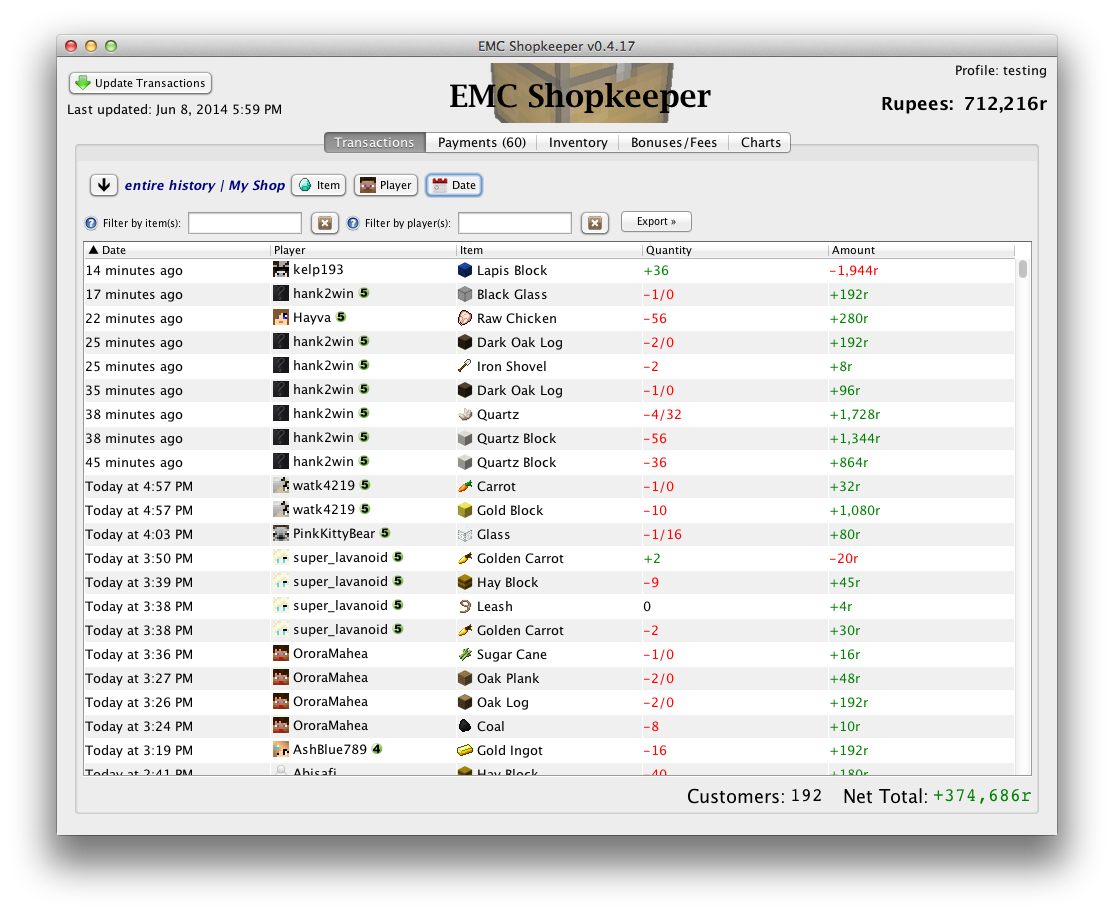 EMC Shopkeeper v0.4.17
Update Transactions
Last updated: Jun 8, 2014 5:59 PM
EMC Shopkeeper
Profile: testing
Rupees: 712,216r
Transactions Payments (60) Inventory Bonuses/Fees Charts
entire history | My Shop Item Player Date
Filter by item(s): Filter by player(s): Export »
▲ Date Player Item Quantity Amount
14 minutes ago kelp193 Lapis Block +36 -1,944r
17 minutes ago hank2win 5 Black Glass -1/0 +192r
22 minutes ago Hayva 5 Raw Chicken -56 +280r
25 minutes ago hank2win 5 Dark Oak Log -2/0 +192r
25 minutes ago hank2win 5 Iron Shovel -2 +8r
35 minutes ago hank2win 5 Dark Oak Log -1/0 +96r
38 minutes ago hank2win 5 Quartz -4/32 +1,728r
38 minutes ago hank2win 5 Quartz Block -56 +1,344r
45 minutes ago hank2win 5 Quartz Block -36 +864r
Today at 4:57 PM watk4219 5 Carrot -1/0 +32r
Today at 4:57 PM watk4219 5 Gold Block -10 +1,080r
Today at 4:03 PM PinkKittyBear 5 Glass -1/16 +80r
Today at 3:50 PM super_lavanoid 5 Golden Carrot +2 -20r
Today at 3:39 PM super_lavanoid 5 Hay Block -9 +45r
Today at 3:38 PM super_lavanoid 5 Leash 0 +4r
Today at 3:38 PM super_lavanoid 5 Golden Carrot -2 +30r
Today at 3:36 PM OroraMahea Sugar Cane -1/0 +16r
Today at 3:27 PM OroraMahea Oak Plank -2/0 +48r
Today at 3:26 PM OroraMahea Oak Log -2/0 +192r
Today at 3:24 PM OroraMahea Coal -8 +10r
Today at 3:19 PM AshBlue789 4 Gold Ingot -16 +192r
Today at 2:41 PM Abisafi Hay Block -40 +180r
Customers: 192 Net Total: +374,686r